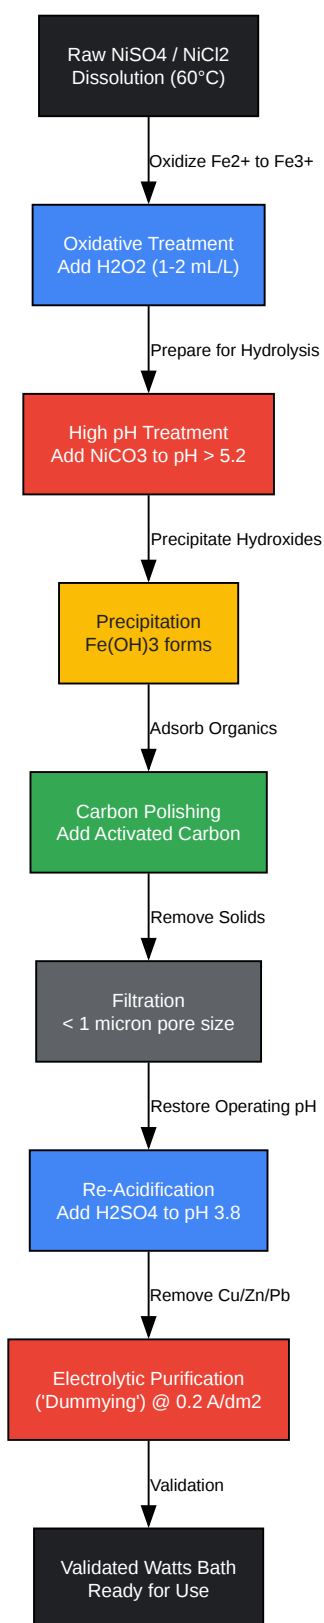 Raw NiSO4 / NiCl2
Dissolution (60°C)
Oxidize Fe2+ to Fe3+
Oxidative Treatment
Add H2O2 (1-2 mL/L)
Prepare for Hydrolysis
High pH Treatment
Add NiCO3 to pH > 5.2
Precipitate Hydroxides
Precipitation
Fe(OH)3 forms
Adsorb Organics
Carbon Polishing
Add Activated Carbon
Remove Solids
Filtration
< 1 micron pore size
Restore Operating pH
Re-Acidification
Add H2SO4 to pH 3.8
Remove Cu/Zn/Pb
Electrolytic Purification
('Dummying') @ 0.2 A/dm2
Validation
Validated Watts Bath
Ready for Use